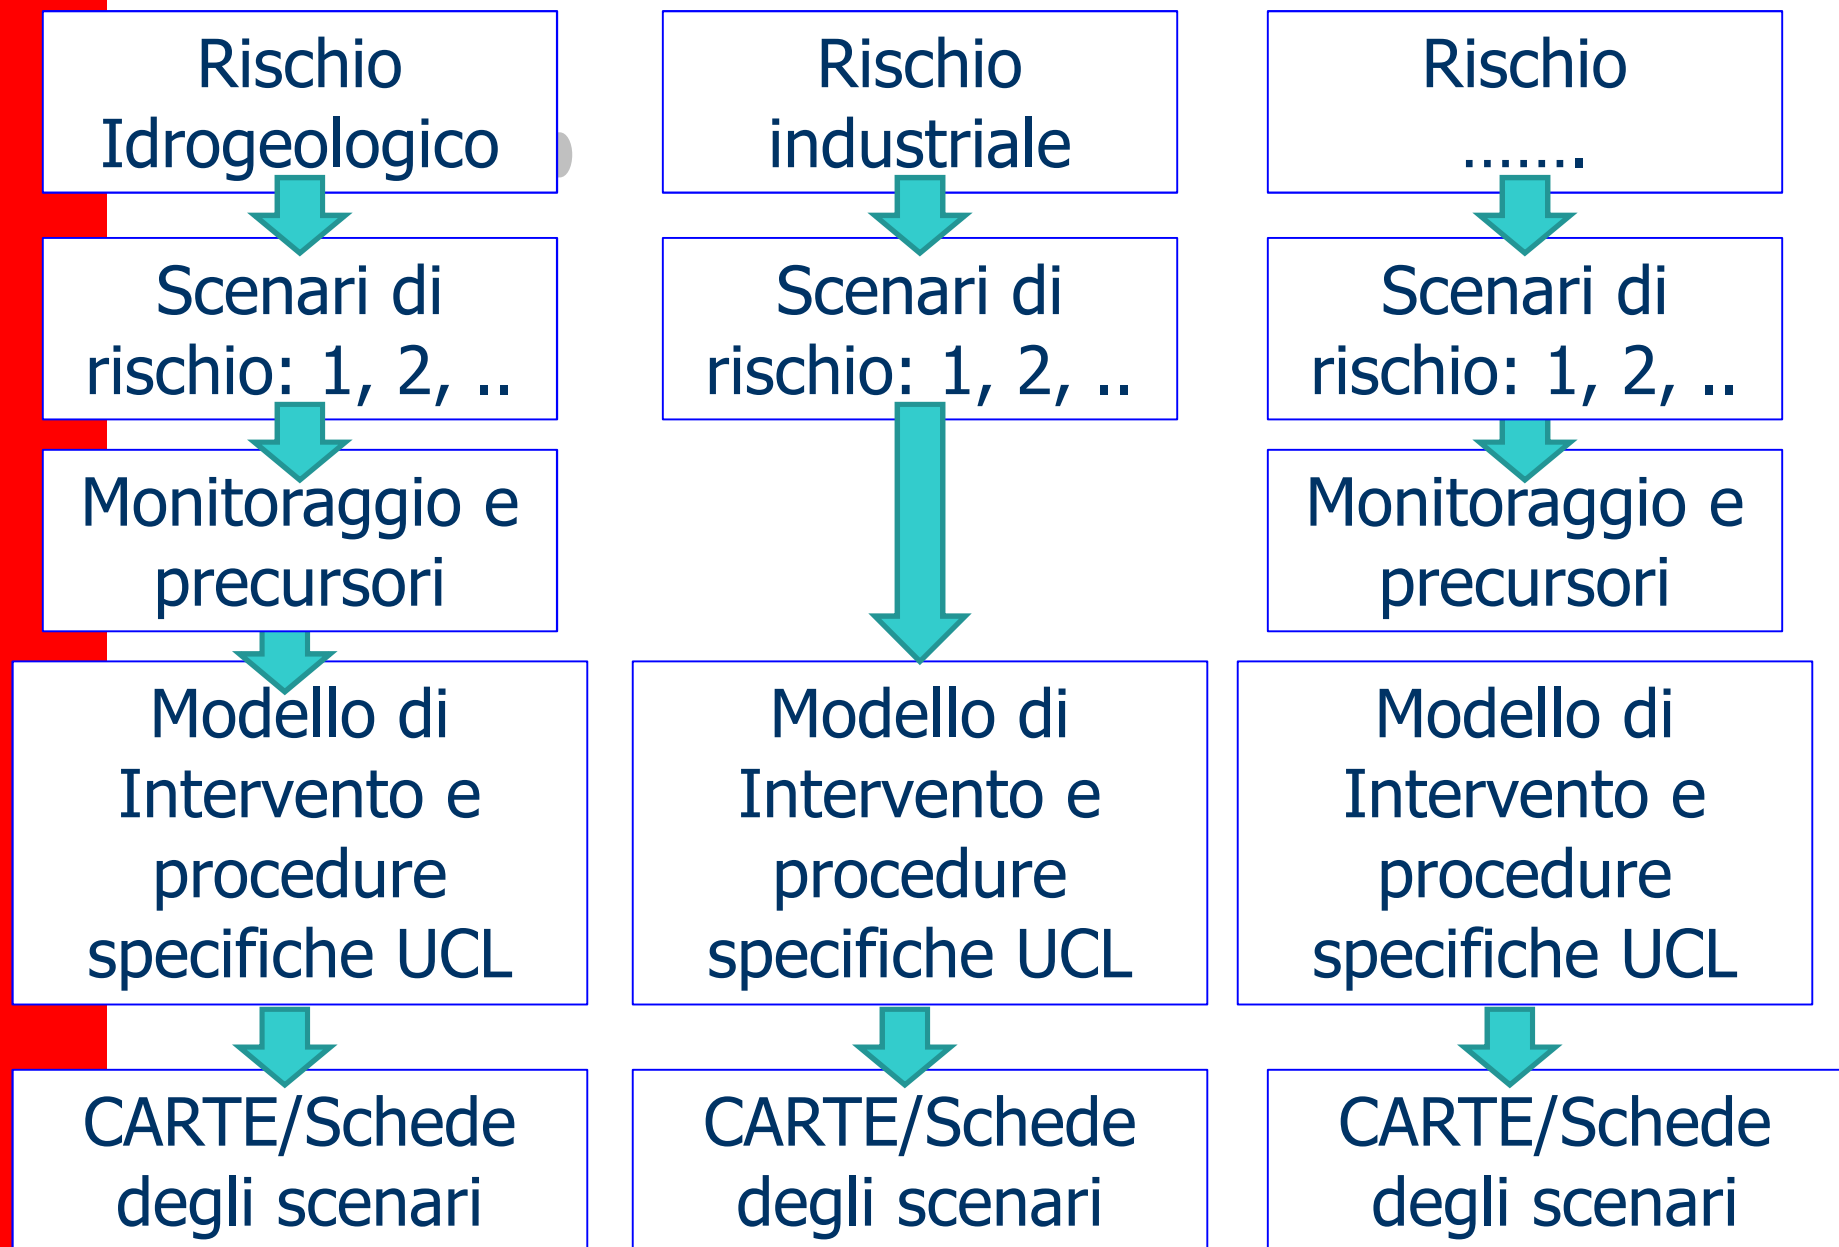 Rischio
Idrogeologico
Scenari di
rischio: 1, 2, ..
Monitoraggio e
precursori
Modello di
Intervento e
procedure
specifiche UCL
CARTE/Schede
degli scenari
Rischio
industriale
Scenari di
rischio: 1, 2, ..
Modello di
Intervento e
procedure
specifiche UCL
CARTE/Schede
degli scenari
Rischio
…….
Scenari di
rischio: 1, 2, ..
Monitoraggio e
precursori
Modello di
Intervento e
procedure
specifiche UCL
CARTE/Schede
degli scenari